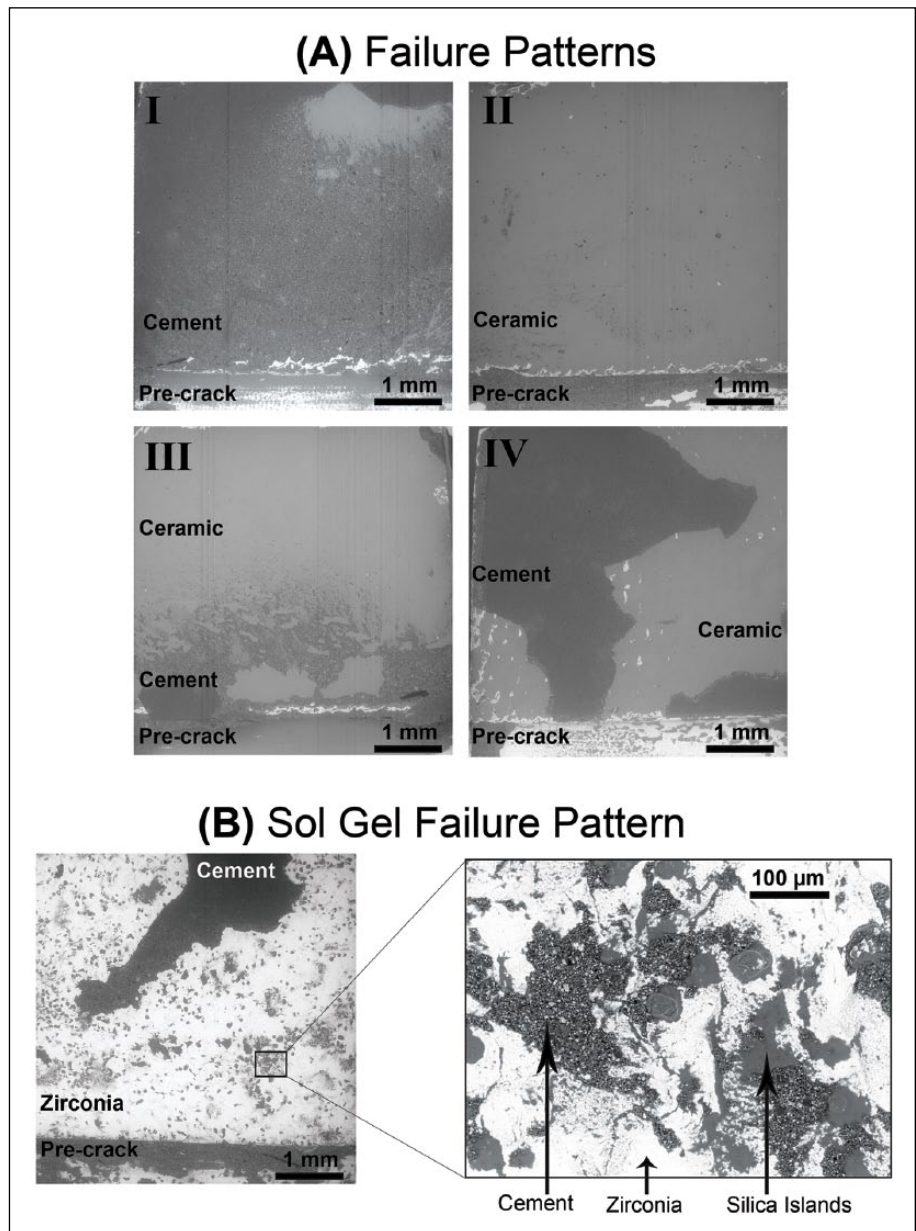 (A) Failure Patterns
I
Cement
Pre-crack
1 mm
II
Ceramic
1 mm
Pre-crack
III
Ceramic
Cement
Pre-crack
1 mm
IV
Cement
Ceramic
Pre-crack
1 mm
(B) Sol Gel Failure Pattern
Cement
Zirconia
Pre-crack
1 mm
100 µm
Cement
Zirconia
Silica Islands